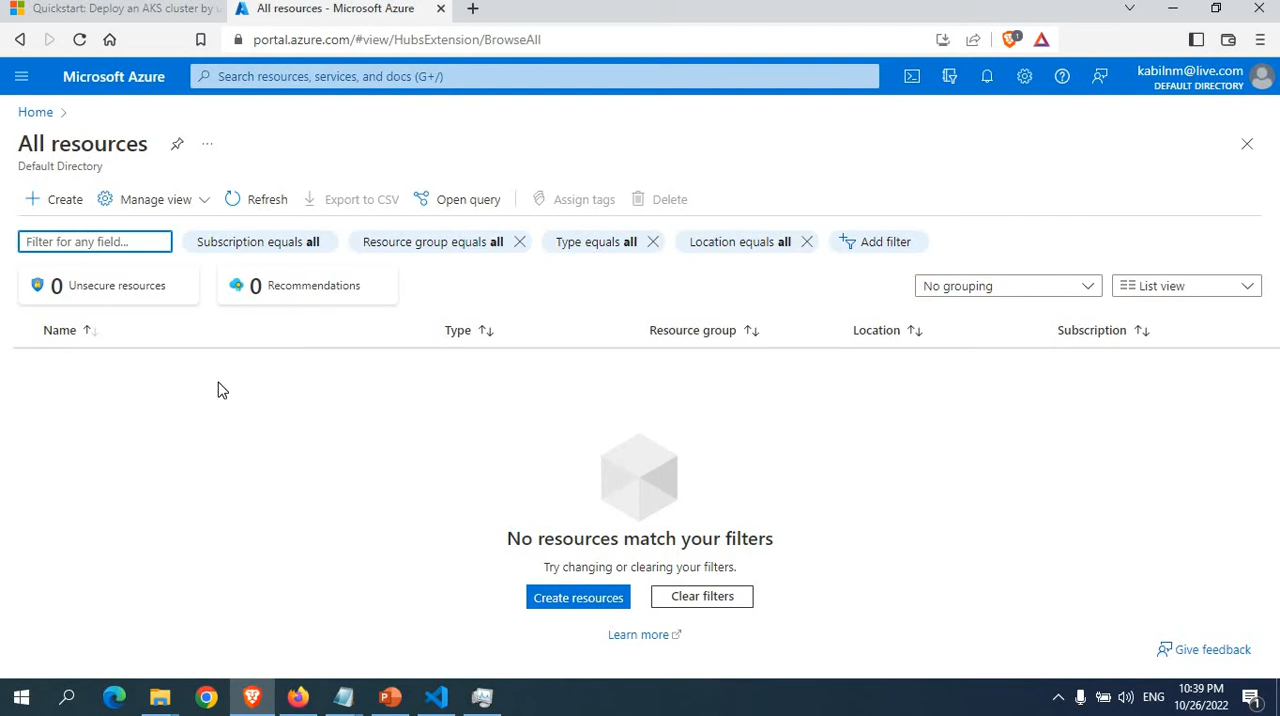 Quickstart: Deploy an AKS cluster by u
All resources - Microsoft Azure
portal.azure.com/#view/HubsExtension/BrowseAll
1
Microsoft Azure
Search resources, services, and docs (G+/)
kabilnm@live.com
DEFAULT DIRECTORY
Home
All resources
Default Directory
Create
Manage view
Refresh
Export to CSV
Open query
Assign tags
Delete
Filter for any field...
Subscription equals all
Resource group equals all
Type equals all
Location equals all
Add filter
0 Unsecure resources
0 Recommendations
No grouping
List view
Name
Type
Resource group
Location
Subscription
No resources match your filters
Try changing or clearing your filters.
Create resources
Clear filters
Learn more
Give feedback
ENG
10:39 PM
10/26/2022
1